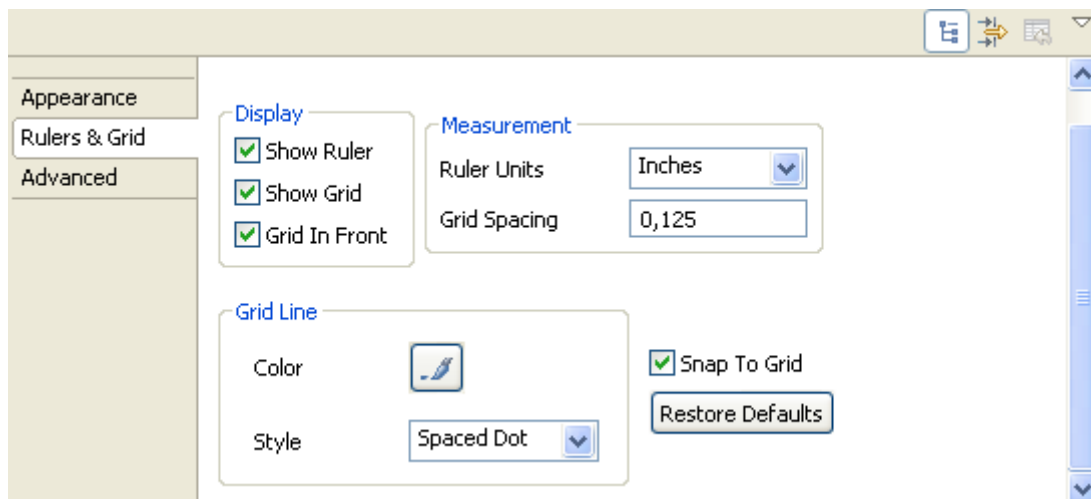 Appearance
Rulers & Grid
Advanced
Display
Show Ruler
Show Grid
Grid In Front
Measurement
Ruler Units
Inches
Grid Spacing
0,125
Grid Line
Color
Style
Spaced Dot
Snap To Grid
Restore Defaults